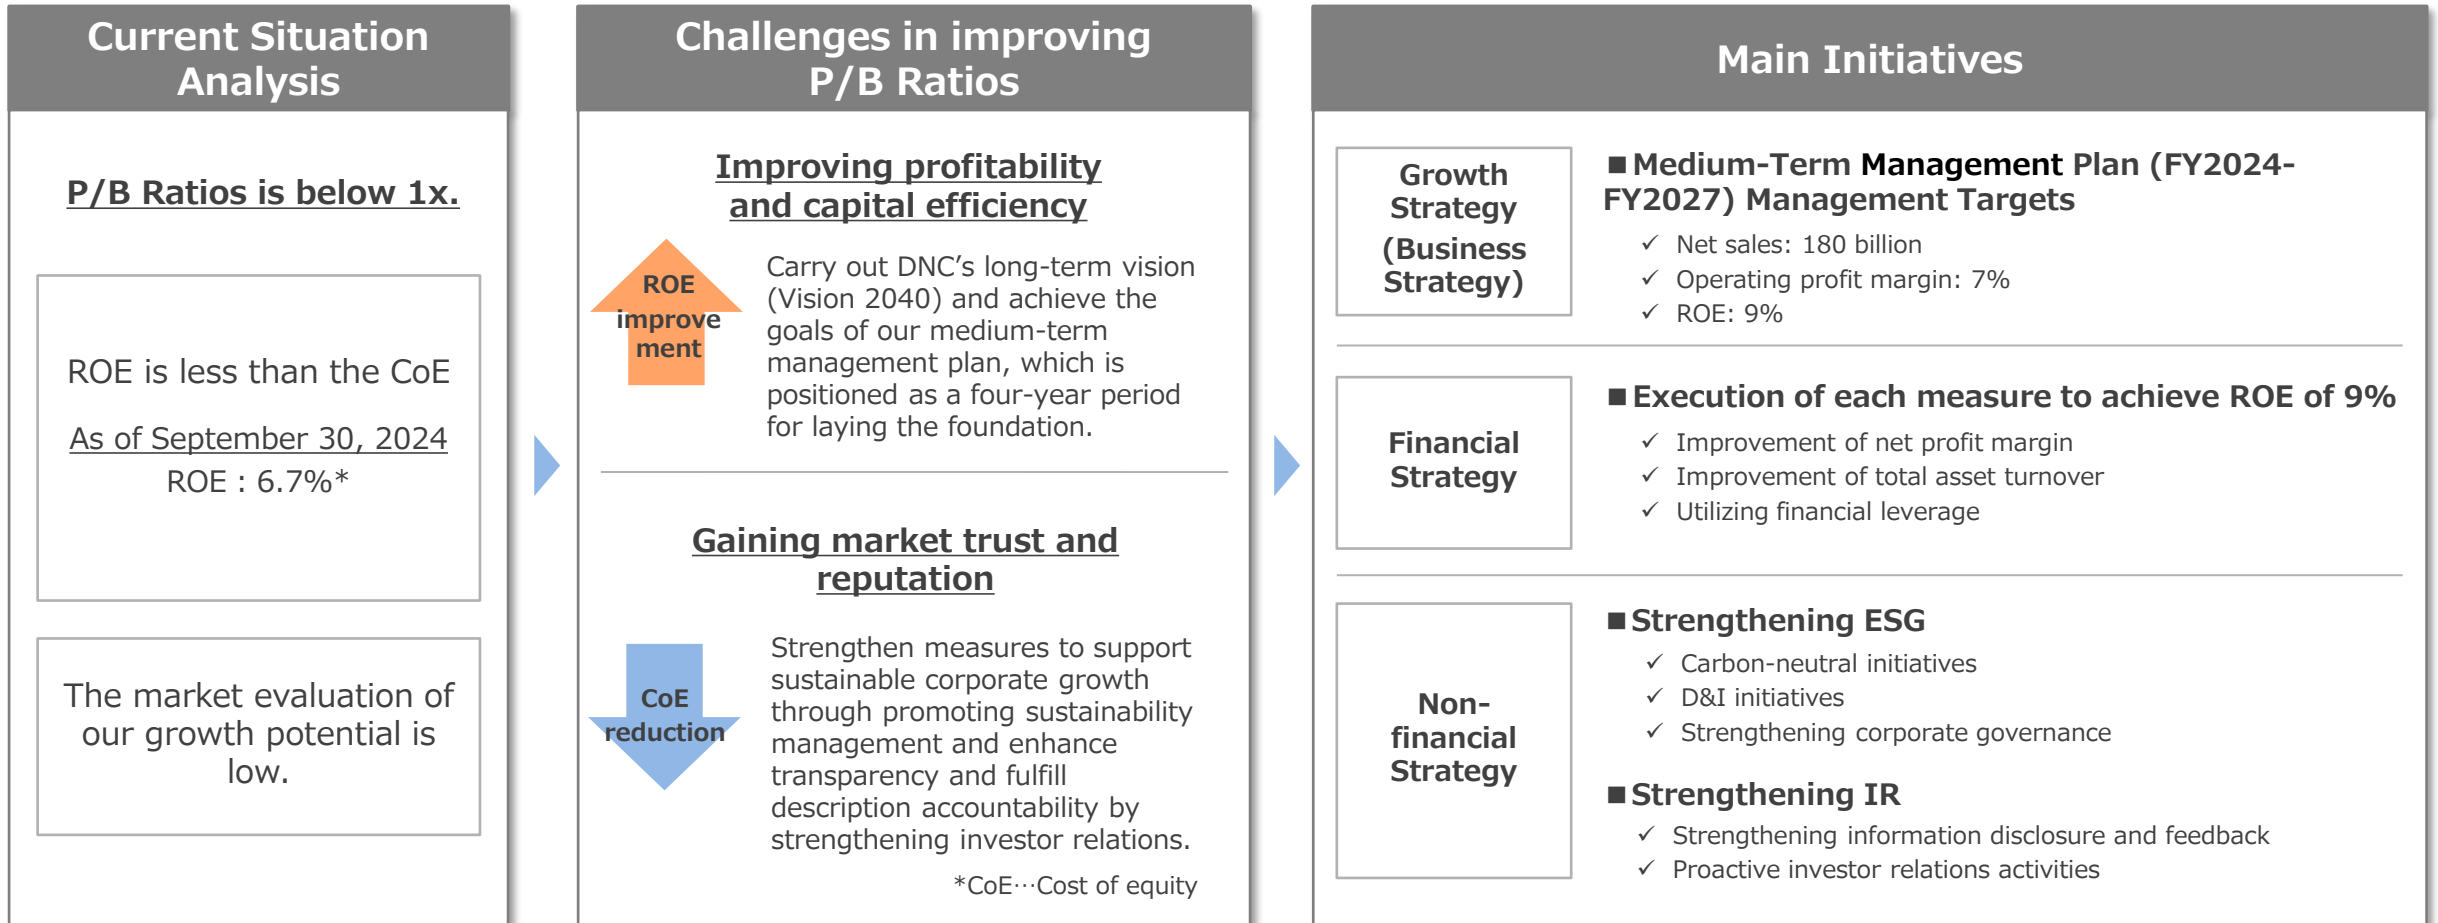 Current Situation
Analysis
P/B Ratios is below 1x.
ROE is less than the CoE
As of September 30, 2024
ROE : 6.7%*
The market evaluation of
our growth potential is
low.
Challenges in improving
P/B Ratios
Improving profitability
and capital efficiency
ROE
improve
ment
Carry out DNC’s long-term vision
(Vision 2040) and achieve the
goals of our medium-term
management plan, which is
positioned as a four-year period
for laying the foundation.
Gaining market trust and
reputation
CoE
reduction
Strengthen measures to support
sustainable corporate growth
through promoting sustainability
management and enhance
transparency and fulfill
description accountability by
strengthening investor relations.
*CoE…Cost of equity
Main Initiatives
Growth
Strategy
(Business
Strategy)
■Medium-Term Management Plan (FY2024-
FY2027) Management Targets
✓ Net sales: 180 billion
✓ Operating profit margin: 7%
✓ ROE: 9%
Financial
Strategy
■Execution of each measure to achieve ROE of 9%
✓ Improvement of net profit margin
✓ Improvement of total asset turnover
✓ Utilizing financial leverage
Non-
financial
Strategy
■Strengthening ESG
✓ Carbon-neutral initiatives
✓ D&I initiatives
✓ Strengthening corporate governance
■Strengthening IR
✓ Strengthening information disclosure and feedback
✓ Proactive investor relations activities